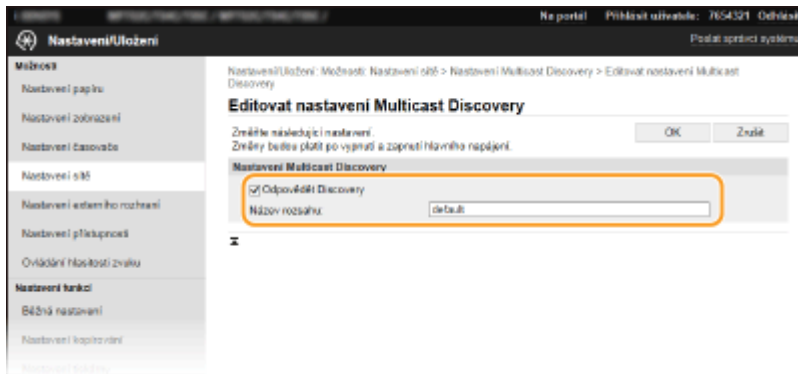 Na portál Přihlásit uživatele: 7654321 Odhlásit
Nastavení/Uložení
Poslat správci systému
Možnosti
Nastavení papíru
Nastavení zobrazení
Nastavení časovače
Nastavení sítě
Nastavení externího rozhraní
Nastavení přístupnosti
Ovládání hlasitosti zvuku
Nastavení funkcí
Běžná nastavení
Nastavení kopírování
Nastavení/Uložení: Možnosti: Nastavení sítě > Nastavení Multicast Discovery > Editovat nastavení Multicast
Discovery
Editovat nastavení Multicast Discovery
Změňte následující nastavení.
Změny budou platit po vypnutí a zapnutí hlavního napájení.
OK
Zrušit
Nastavení Multicast Discovery
Odpovědět Discovery
Název rozsahu:
default